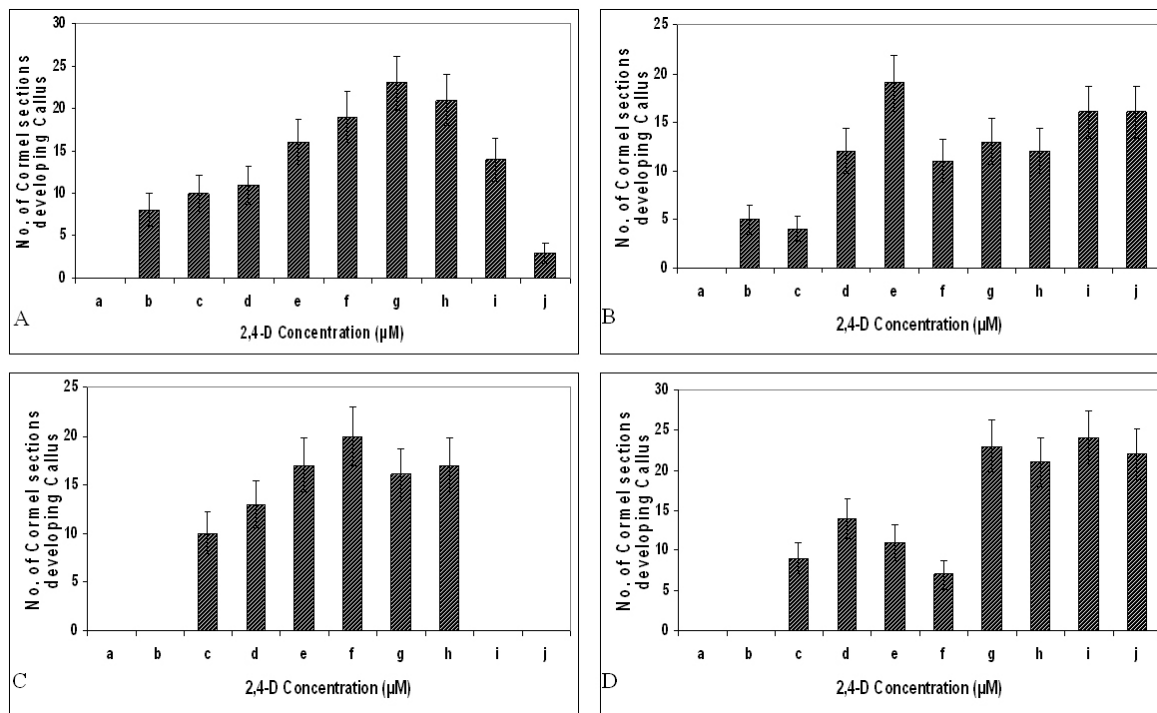 30
25
20
15
10
5
0
No. of Cormel sections
developing Callus
a b c d e f g h i j
2,4-D Concentration (µM)
A
25
20
15
10
5
0
No. of Cormel sections
developing Callus
a b c d e f g h i j
2,4-D Concentration (µM)
B
25
20
15
10
5
0
No. of Cormel sections
developing Callus
a b c d e f g h i j
2,4-D Concentration (µM)
C
30
25
20
15
10
5
0
No. of Cormel sections
developing Callus
a b c d e f g h i j
2,4-D Concentration (µM)
D